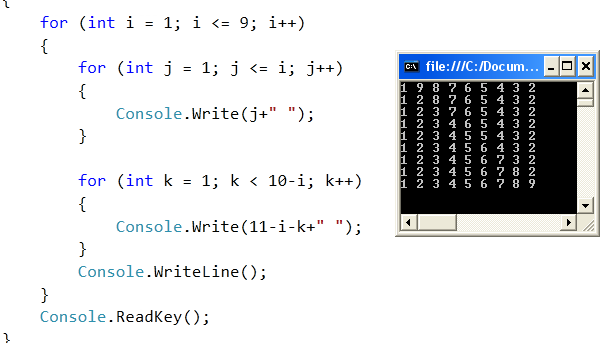 {
for (int i = 1; i <= 9; i++)
{
for (int j = 1; j <= i; j++)
{
Console.Write(j+" ");
}
for (int k = 1; k < 10-i; k++)
{
Console.Write(11-i-k+" ");
}
Console.WriteLine();
}
Console.ReadKey();
}
C:\ file:///C:/Docum...
1 9 8 7 6 5 4 3 2
1 2 8 7 6 5 4 3 2
1 2 3 7 6 5 4 3 2
1 2 3 4 6 5 4 3 2
1 2 3 4 5 5 4 3 2
1 2 3 4 5 6 4 3 2
1 2 3 4 5 6 7 3 2
1 2 3 4 5 6 7 8 2
1 2 3 4 5 6 7 8 9